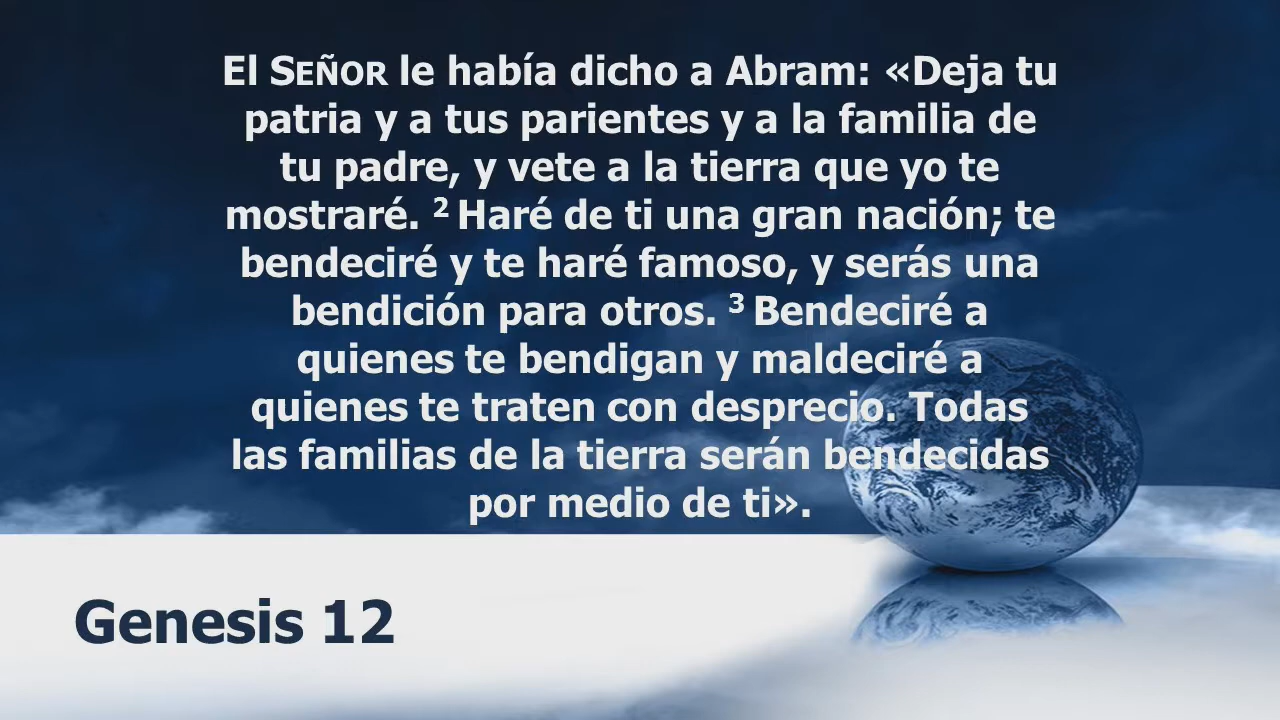 El SEÑOR le había dicho a Abram: «Deja tu
patria y a tus parientes y a la familia de
tu padre, y vete a la tierra que yo te
mostraré. 2 Haré de ti una gran nación; te
bendeciré y te haré famoso, y serás una
bendición para otros. 3 Bendeciré a
quienes te bendigan y maldeciré a
quienes te traten con desprecio. Todas
las familias de la tierra serán bendecidas
por medio de ti».
Genesis 12